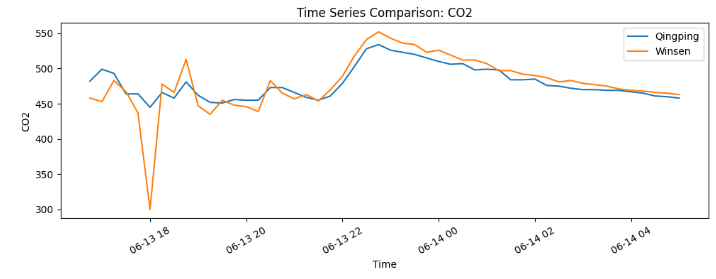 Time Series Comparison: CO2
Qingping
Winsen
550
500
450
400
350
300
CO2
06-13 18
06-13 20
06-13 22
06-14 00
06-14 02
06-14 04
Time